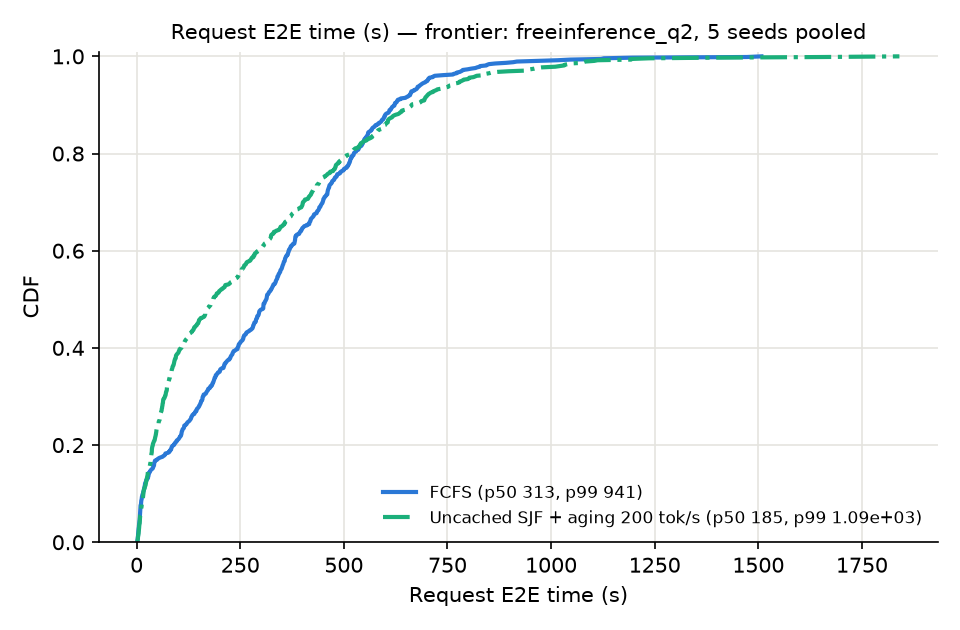 Request E2E time (s) — frontier: freeinference_q2, 5 seeds pooled
1.0
0.8
0.6
0.4
0.2
0.0
CDF
FCFS (p50 313, p99 941)
Uncached SJF + aging 200 tok/s (p50 185, p99 1.09e+03)
0 250 500 750 1000 1250 1500 1750
Request E2E time (s)